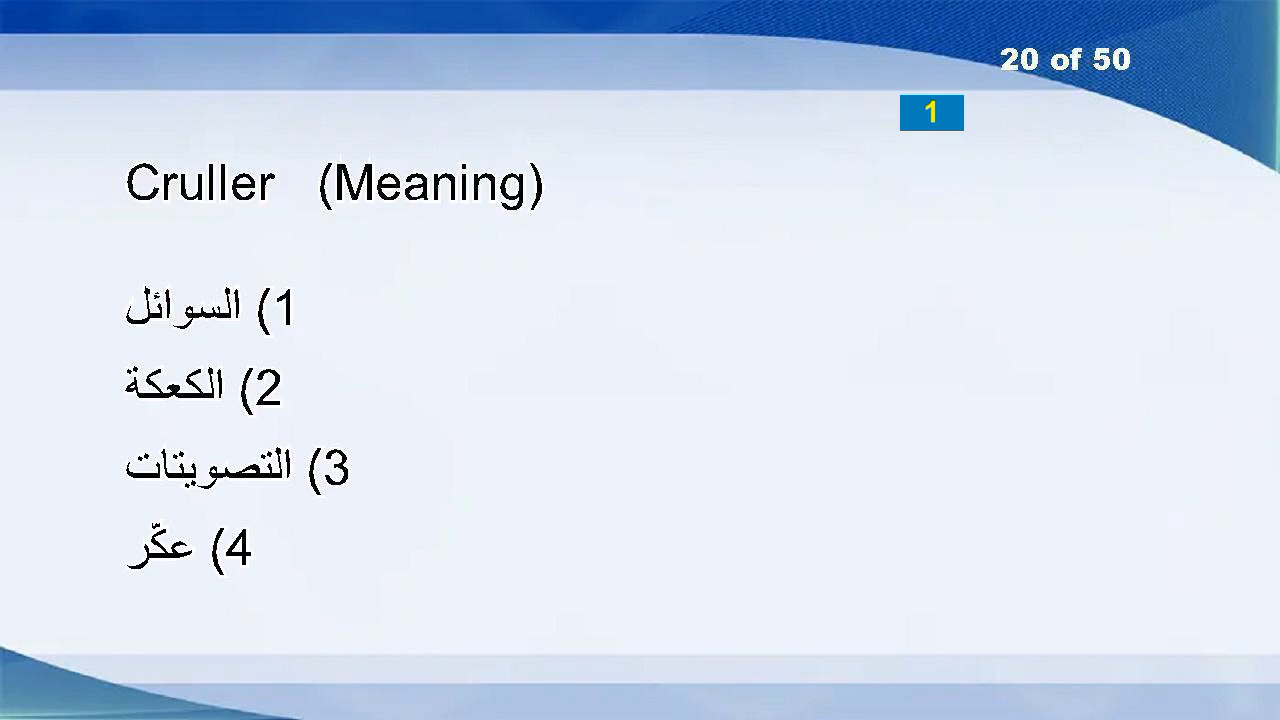 20 of 50
1
Cruller (Meaning)
1) السوائل
2) الكعكة
3) التصويتات
4) عكّر